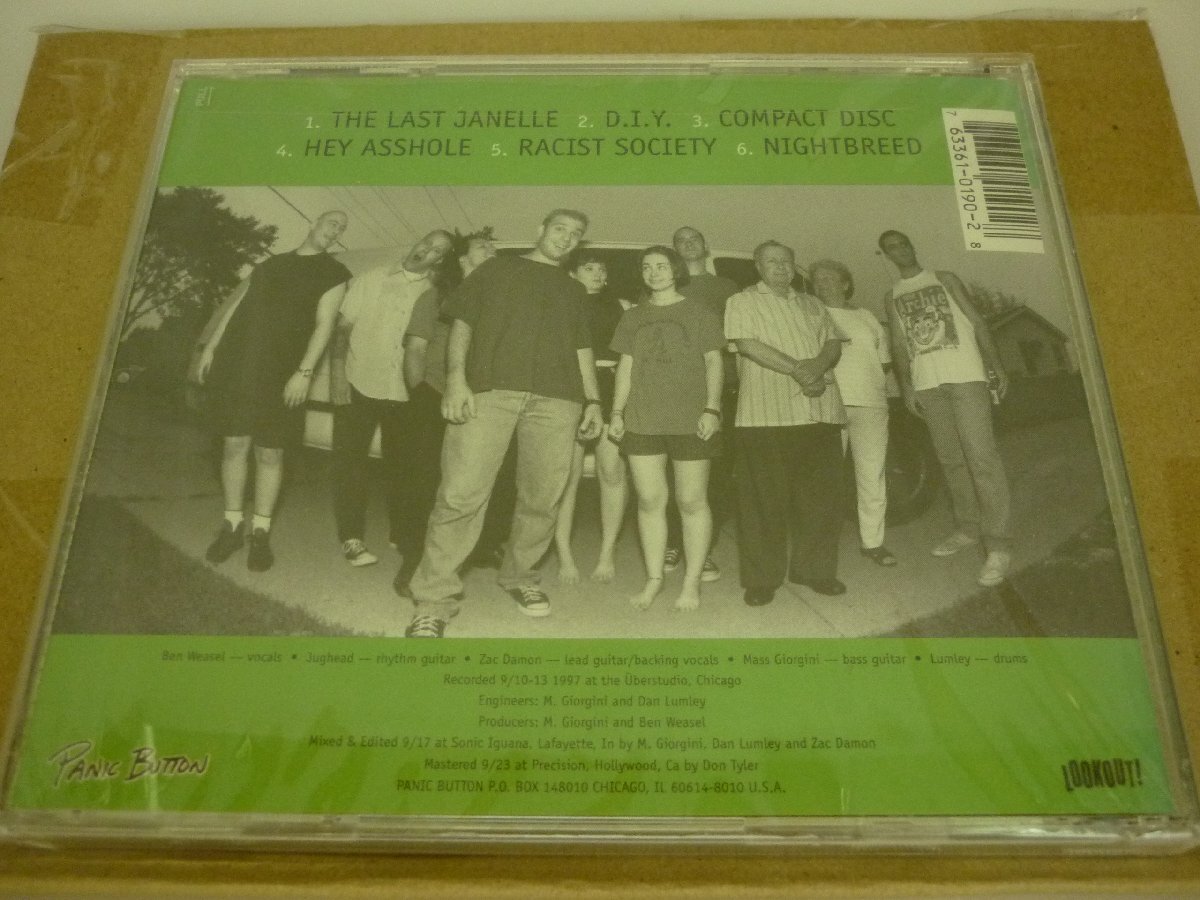 PULL
1. THE LAST JANELLE 2. D.I.Y. 3. COMPACT DISC
4. HEY ASSHOLE 5. RACIST SOCIETY 6. NIGHTBREED
7 63361-0190-2 8
Archie
Ben Weasel — vocals • Jughead — rhythm guitar • Zac Damon — lead guitar/backing vocals • Mass Giorgini — bass guitar • Lumley — drums
Recorded 9/10-13 1997 at the Überstudio, Chicago
Engineers: M. Giorgini and Dan Lumley
Producers: M. Giorgini and Ben Weasel
Mixed & Edited 9/17 at Sonic Iguana, Lafayette, In by M. Giorgini, Dan Lumley and Zac Damon
Mastered 9/23 at Precision, Hollywood, Ca by Don Tyler
PANIC BUTTON P.O. BOX 148010 CHICAGO, IL 60614-8010 U.S.A.
PANIC BUTTON
LOOKOUT!